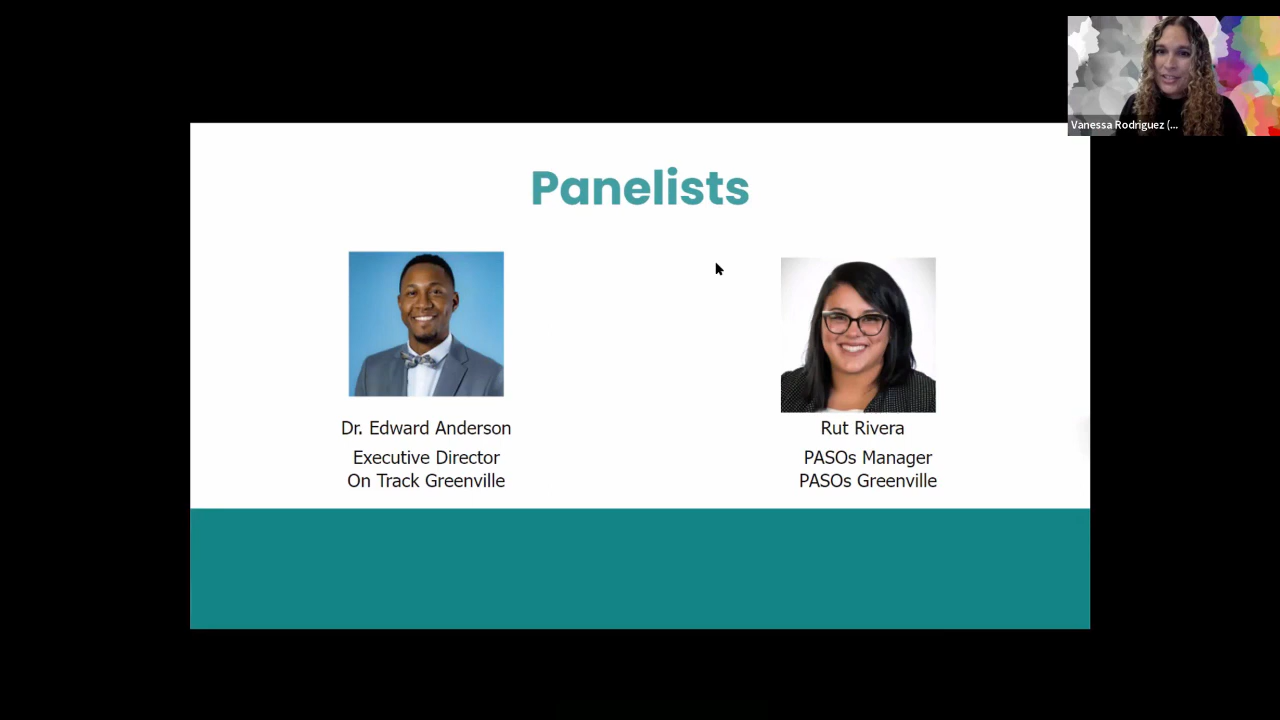 Vanessa Rodriguez (...
Panelists
Dr. Edward Anderson
Executive Director
On Track Greenville
Rut Rivera
PASOs Manager
PASOs Greenville